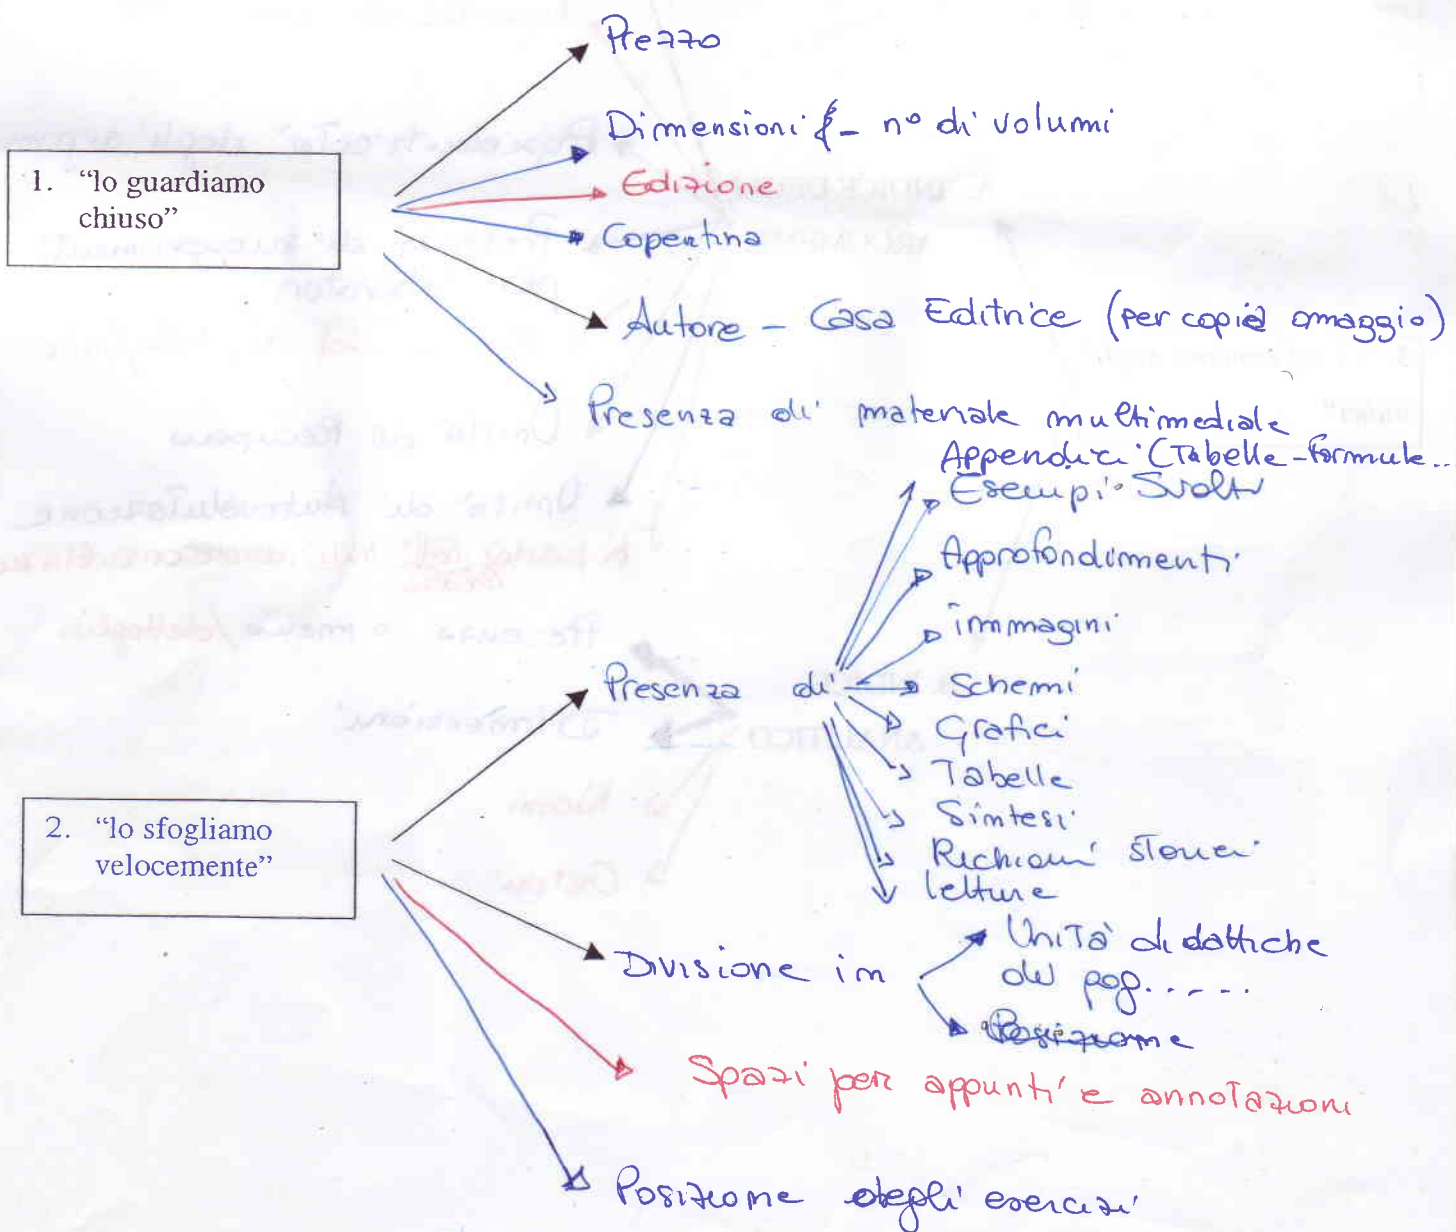 Prezzo
Dimensioni - n° di volumi
1. “lo guardiamo
chiuso”
Edizione
Copertina
Autore - Casa Editrice (per copia omaggio)
Presenza di materiale multimediale
Appendici (Tabelle-formule..
Esempi Svolti
Approfondimenti
immagini
Presenza di
Schemi
Grafici
Tabelle
2. “lo sfogliamo
velocemente”
Sintesi
Richiami storici
letture
Divisione in
Unità didattiche
da pag.....
Posizione
Spazi per appunti e annotazioni
Posizione degli esercizi